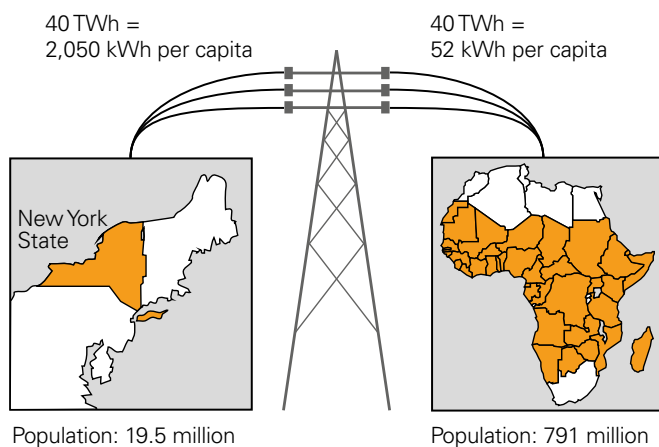 40 TWh =
2,050 kWh per capita
40 TWh =
52 kWh per capita
New York
State
Population: 19.5 million
Population: 791 million